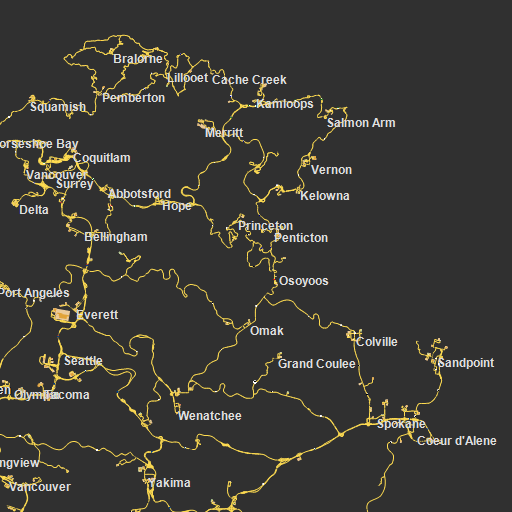 Bralorne
Lillooet
Cache Creek
Pemberton
Kamloops
Squamish
Salmon Arm
Merritt
orseshoe Bay
Coquitlam
Vernon
Vancouver
Surrey
Abbotsford
Kelowna
Hope
Delta
Princeton
Bellingham
Penticton
Osoyoos
Port Angeles
Everett
Omak
Colville
Seattle
Grand Coulee
Sandpoint
en
Olympia
Tacoma
Wenatchee
Spokane
Coeur d'Alene
ngview
Vancouver
Yakima